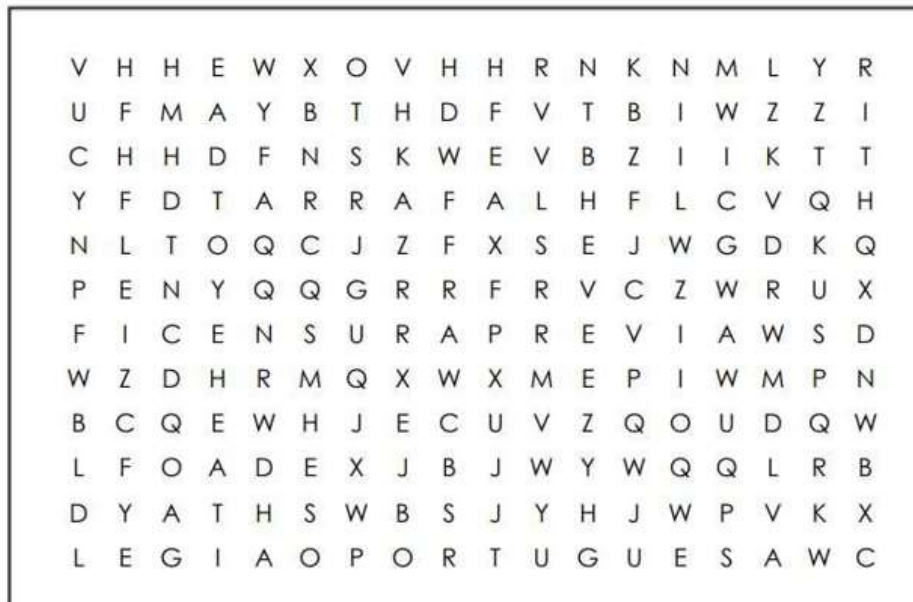 V H H E W X O V H H R N K N M L Y R
U F M A Y B T H D F V T B I W Z Z I
C H H D F N S K W E V B Z I I K T T
Y F D T A R R A F A L H F L C V Q H
N L T O Q C J Z F X S E J W G D K Q
P E N Y Q Q G R R F R V C Z W R U X
F I C E N S U R A P R E V I A W S D
W Z D H R M Q X W X M E P I W M P N
B C Q E W H J E C U V Z Q O U D Q W
L F O A D E X J B J W Y W Q Q L R B
D Y A T H S W B S J Y H J W P V K X
L E G I A O P O R T U G U E S A W C